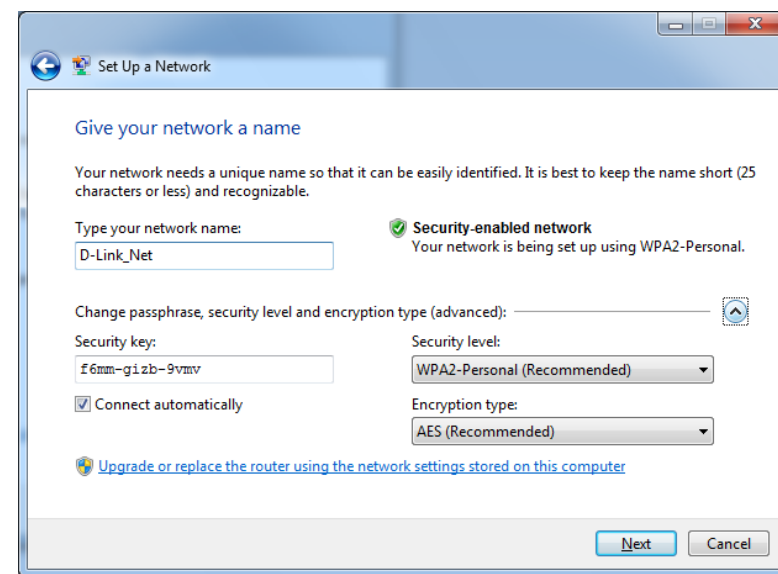 Set Up a Network
Give your network a name
Your network needs a unique name so that it can be easily identified. It is best to keep the name short (25
characters or less) and recognizable.
Type your network name:
D-Link_Net
Security-enabled network
Your network is being set up using WPA2-Personal.
Change passphrase, security level and encryption type (advanced):
Security key:
f6mm-gizb-9vmv
Security level:
WPA2-Personal (Recommended)
Connect automatically
Encryption type:
AES (Recommended)
Upgrade or replace the router using the network settings stored on this computer
Next
Cancel